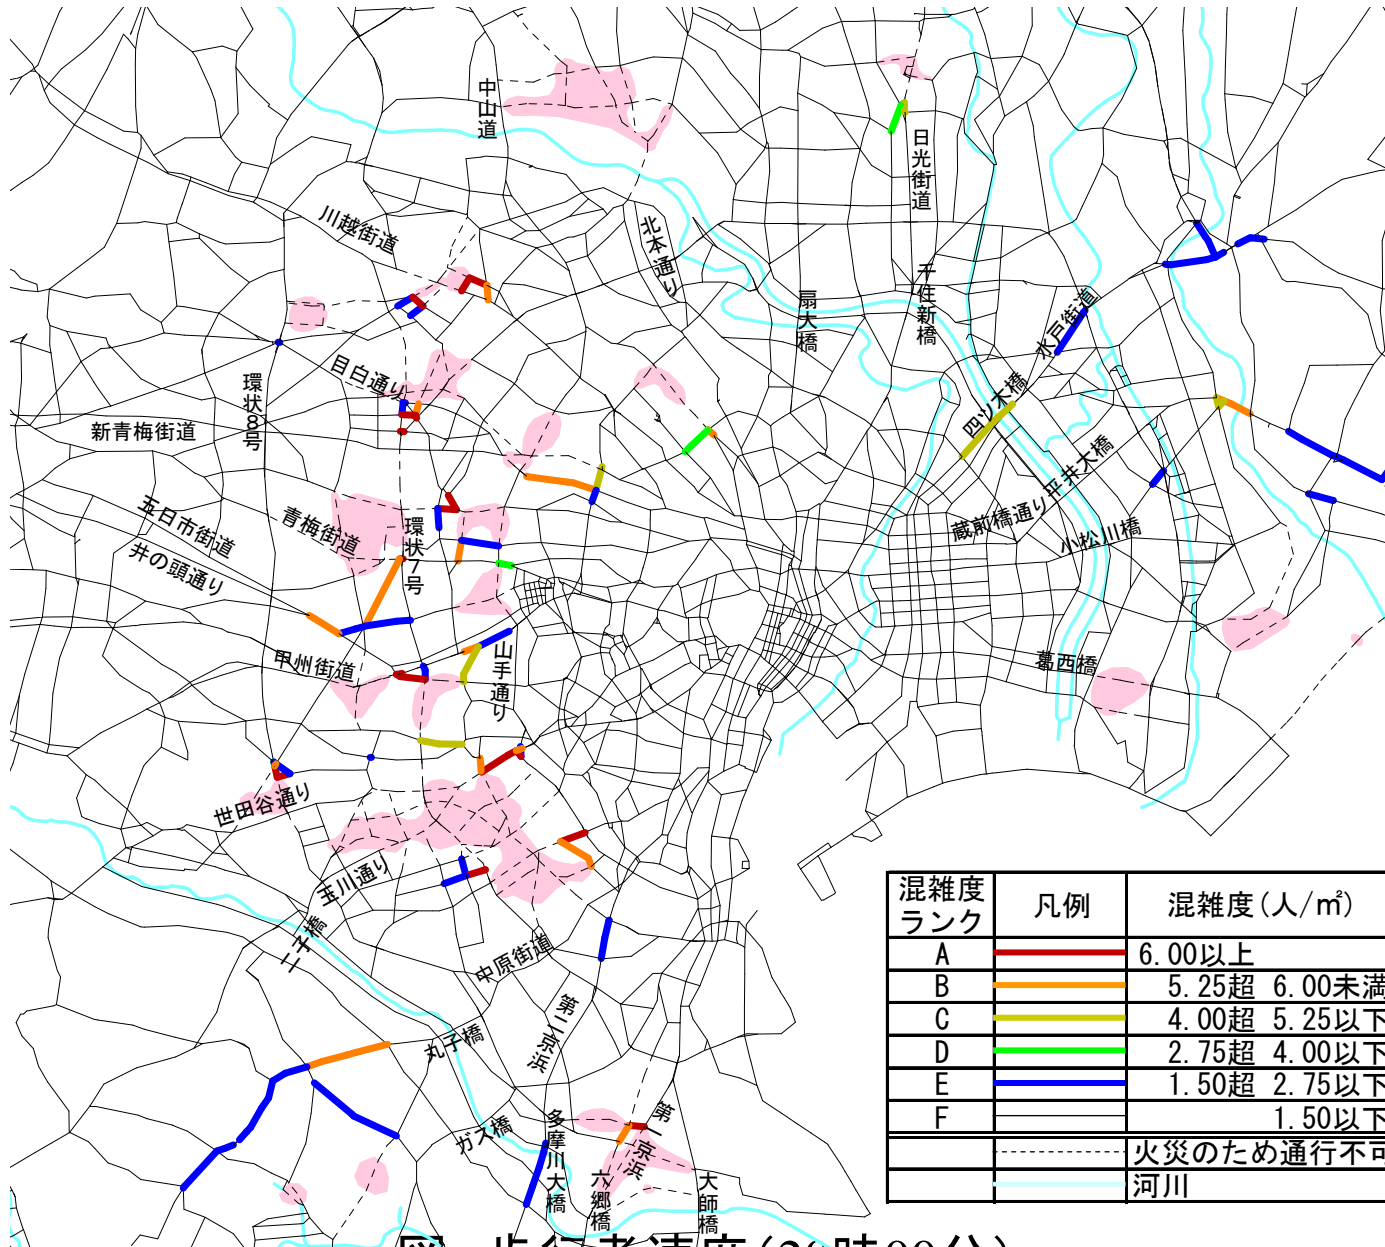 中山道
日光街道
川越街道
北本通り
千住新橋
扇大橋
水戸街道
目白通り
環状8号
四ツ木橋
新青梅街道
平井大橋
五日市街道
青梅街道
環状7号
蔵前橋通り
小松川橋
井の頭通り
甲州街道
山手通り
葛西橋
世田谷通り
玉川通り
二子橋
中原街道
第二京浜
丸子橋
ガス橋
多摩川大橋
第一京浜
六郷橋
大師橋
混雑度ランク 凡例 混雑度(人/㎡)
A 6.00以上
B 5.25超 6.00未満
C 4.00超 5.25以下
D 2.75超 4.00以下
E 1.50超 2.75以下
F 1.50以下
火災のため通行不可
河川